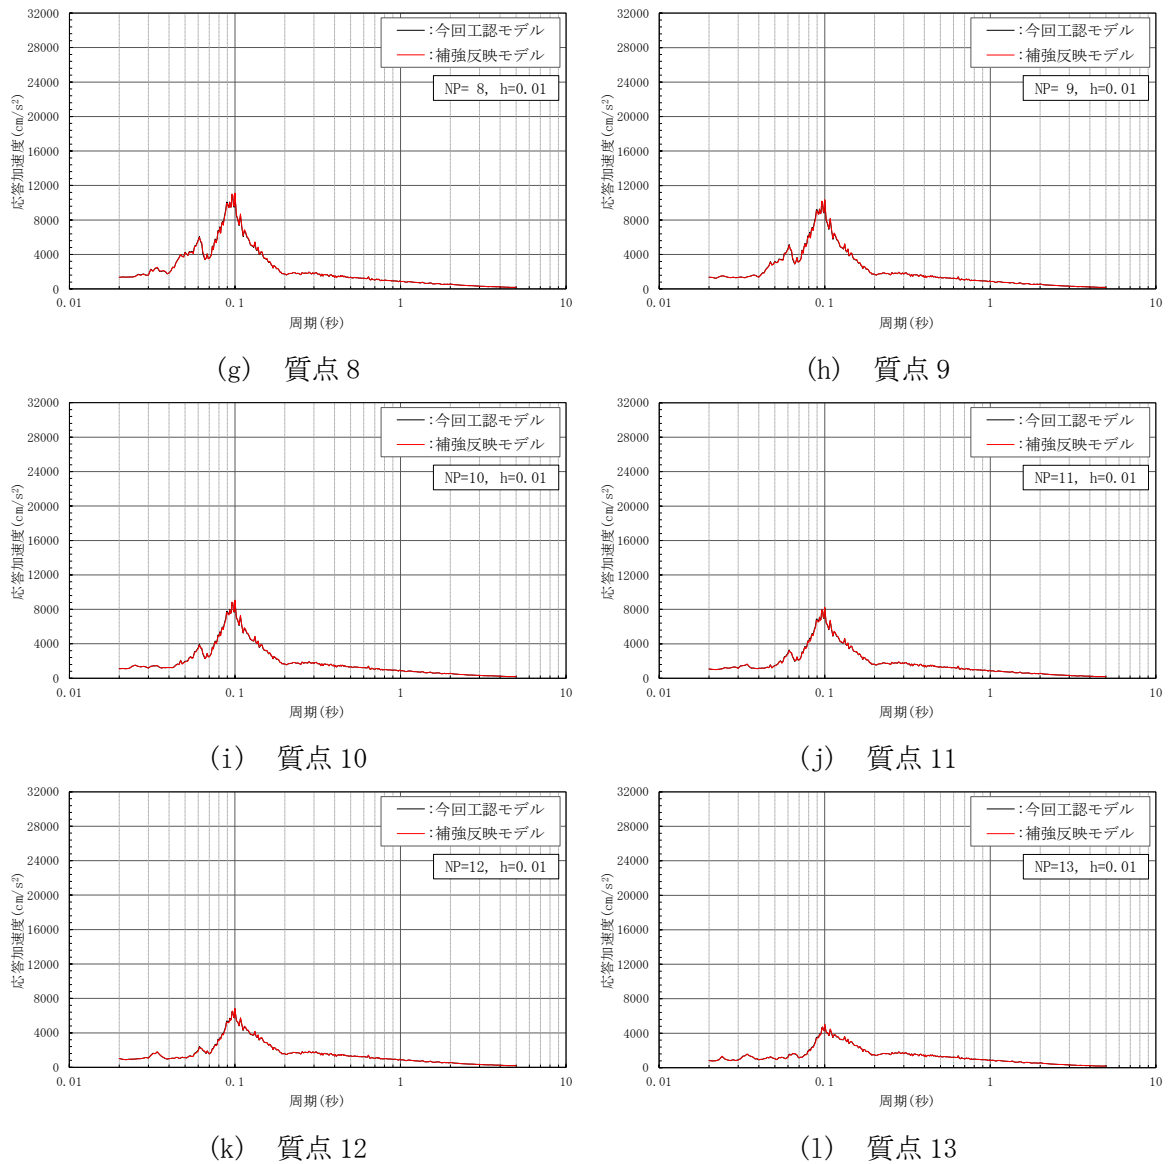 32000
28000
24000
20000
16000
12000
8000
4000
0
応答加速度(cm/s²)
—:今回工認モデル
—:補強反映モデル
NP= 8, h=0.01
0.01 0.1 1 10
周期(秒)
(g) 質点 8
32000
28000
24000
20000
16000
12000
8000
4000
0
応答加速度(cm/s²)
—:今回工認モデル
—:補強反映モデル
NP= 9, h=0.01
0.01 0.1 1 10
周期(秒)
(h) 質点 9
32000
28000
24000
20000
16000
12000
8000
4000
0
応答加速度(cm/s²)
—:今回工認モデル
—:補強反映モデル
NP=10, h=0.01
0.01 0.1 1 10
周期(秒)
(i) 質点 10
32000
28000
24000
20000
16000
12000
8000
4000
0
応答加速度(cm/s²)
—:今回工認モデル
—:補強反映モデル
NP=11, h=0.01
0.01 0.1 1 10
周期(秒)
(j) 質点 11
32000
28000
24000
20000
16000
12000
8000
4000
0
応答加速度(cm/s²)
—:今回工認モデル
—:補強反映モデル
NP=12, h=0.01
0.01 0.1 1 10
周期(秒)
(k) 質点 12
32000
28000
24000
20000
16000
12000
8000
4000
0
応答加速度(cm/s²)
—:今回工認モデル
—:補強反映モデル
NP=13, h=0.01
0.01 0.1 1 10
周期(秒)
(l) 質点 13